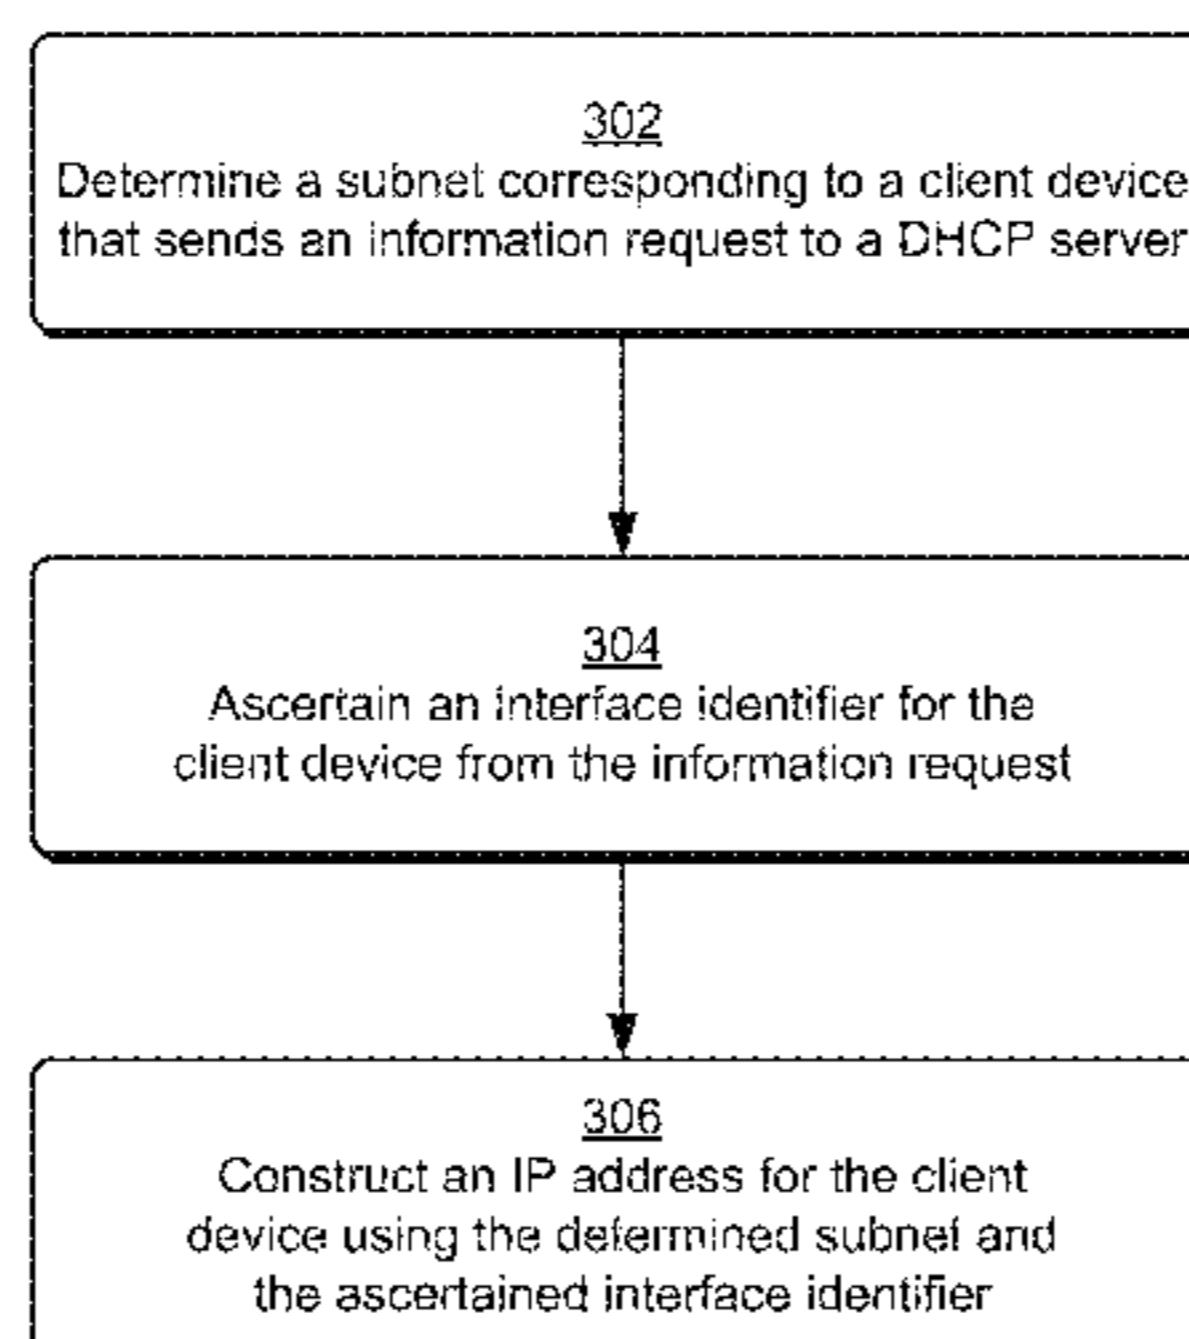 302
Determine a subnet corresponding to a client device
that sends an information request to a DHCP server
304
Ascertain an interface identifier for the
client device from the information request
306
Construct an IP address for the client
device using the determined subnet and
the ascertained interface identifier